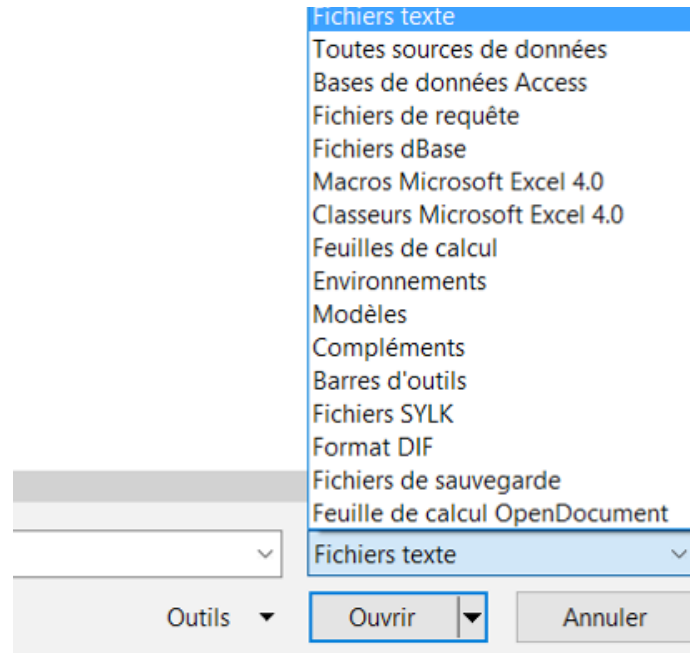 Fichiers texte
Toutes sources de données
Bases de données Access
Fichiers de requête
Fichiers dBase
Macros Microsoft Excel 4.0
Classeurs Microsoft Excel 4.0
Feuilles de calcul
Environnements
Modèles
Compléments
Barres d'outils
Fichiers SYLK
Format DIF
Fichiers de sauvegarde
Feuille de calcul OpenDocument
Fichiers texte
Outils Ouvrir Annuler